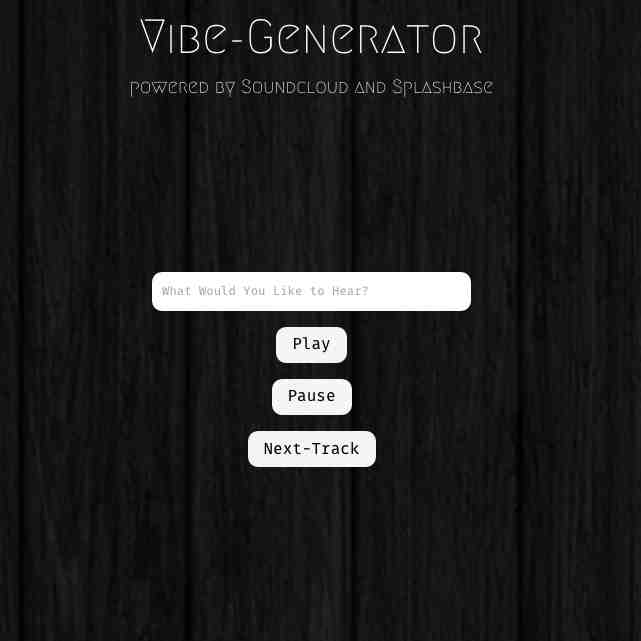 Vibe-Generator
powered by Soundcloud and Splashbase
What Would You Like to Hear?
Play
Pause
Next-Track